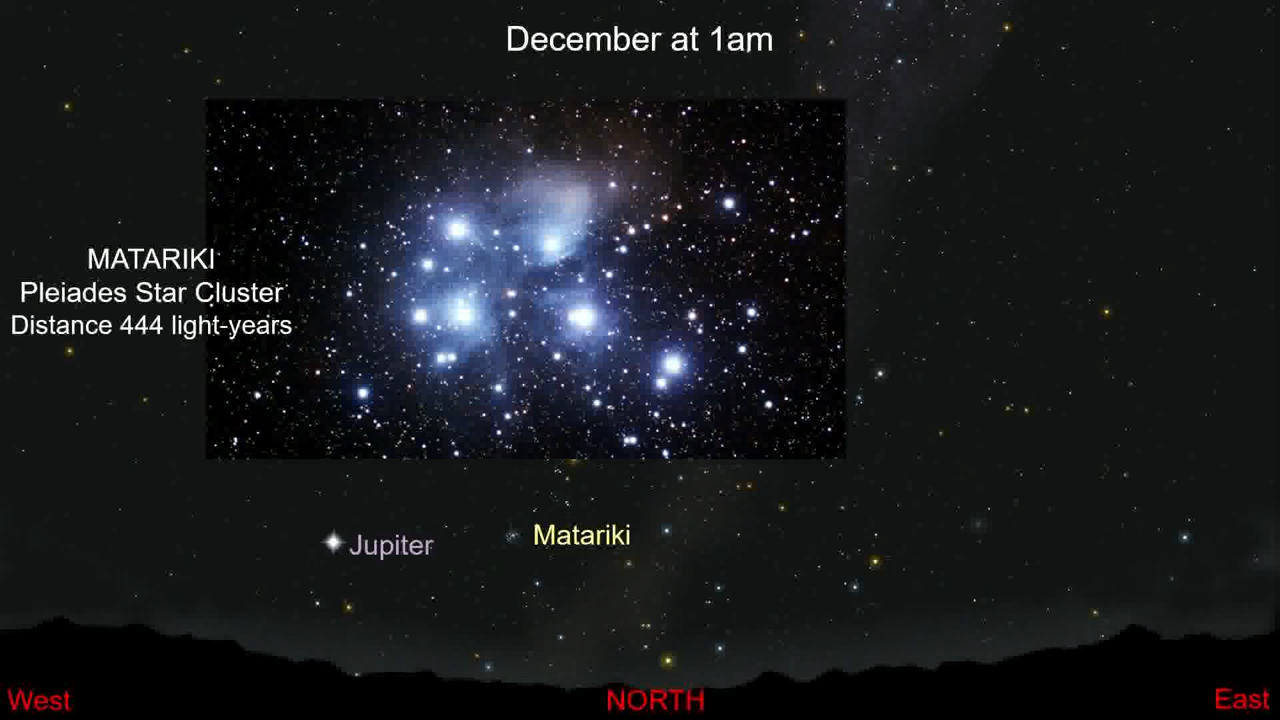 December at 1am
MATARIKI
Pleiades Star Cluster
Distance 444 light-years
Jupiter
Matariki
West
NORTH
East